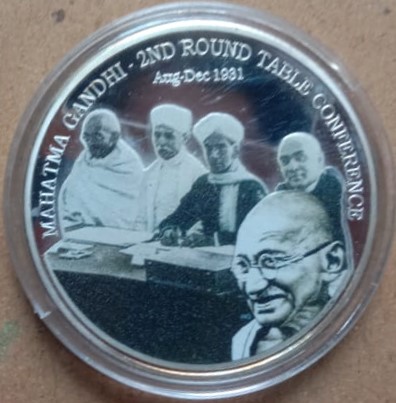 MAHATMA GANDHI - 2ND ROUND TABLE CONFERENCE
Aug-Dec 1931